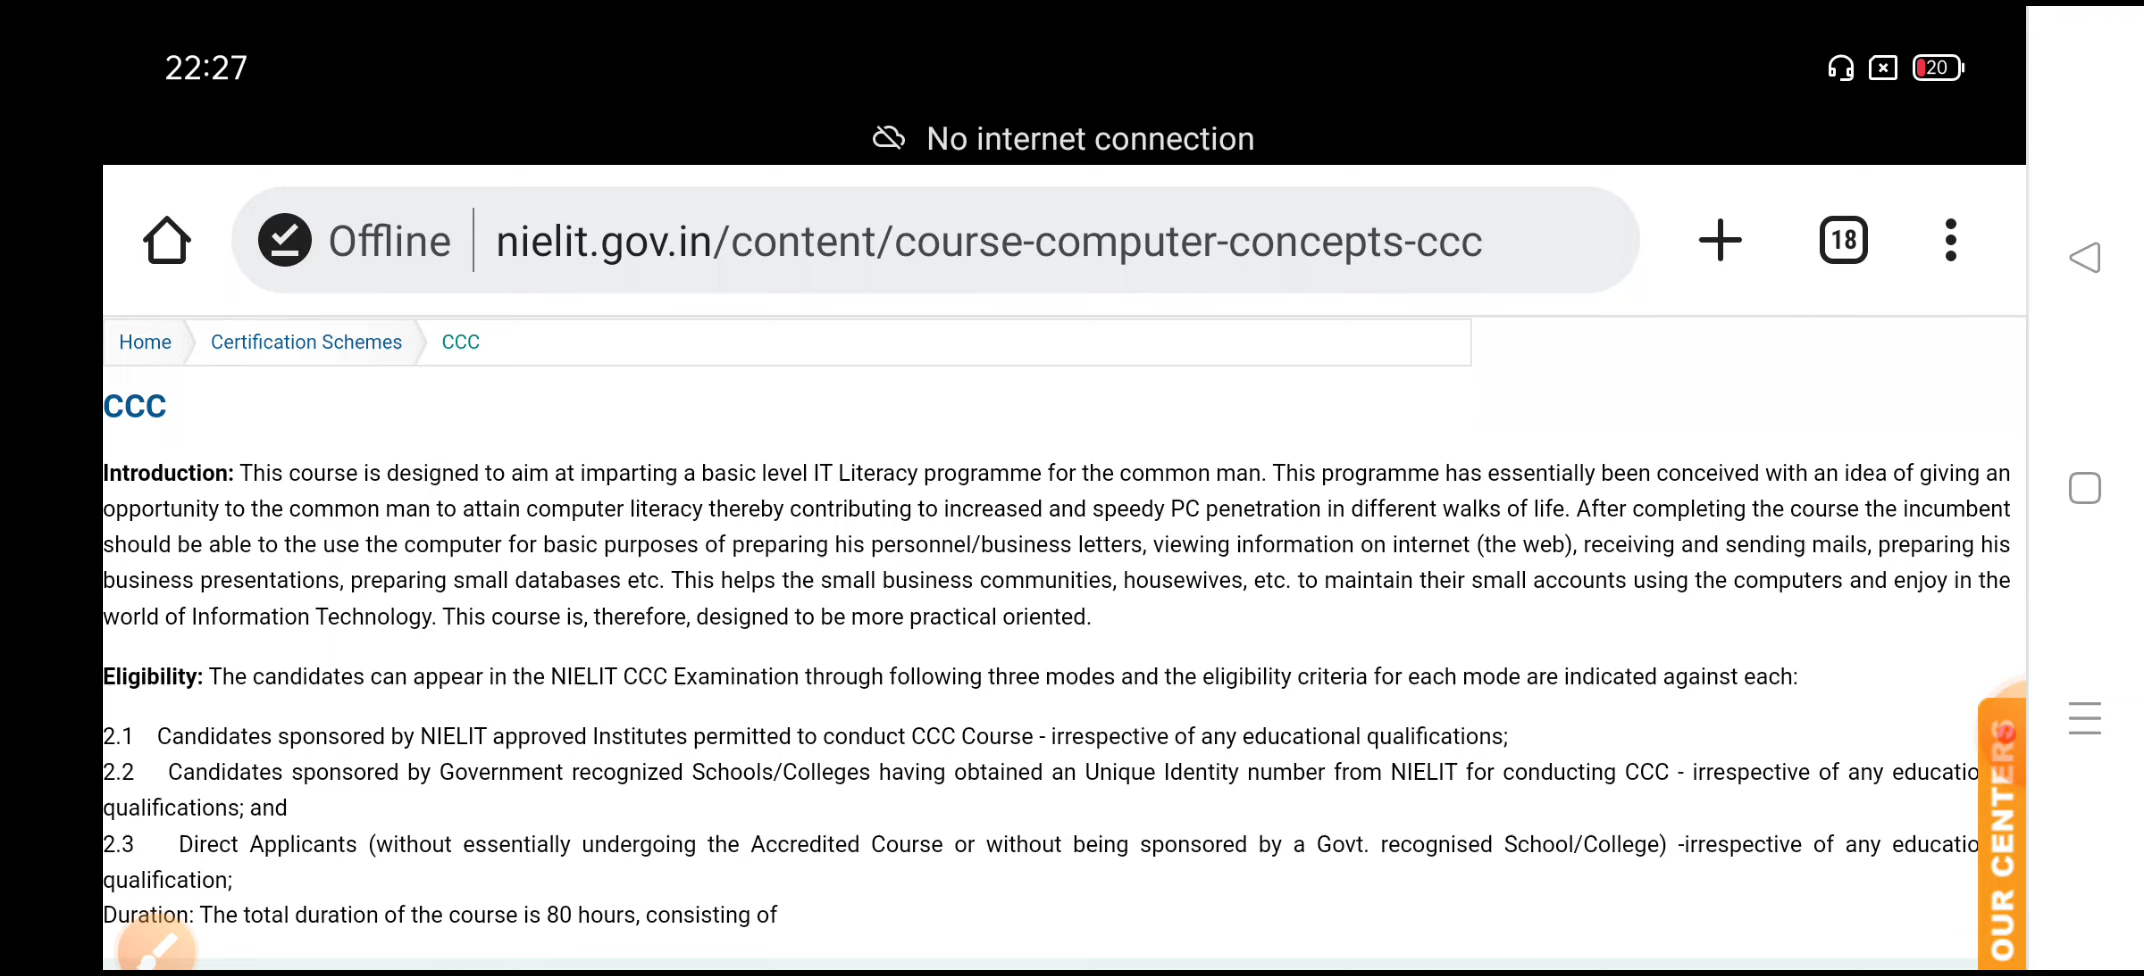 22:27
20
No internet connection
Offline nielit.gov.in/content/course-computer-concepts-ccc
18
Home Certification Schemes CCC
CCC
Introduction: This course is designed to aim at imparting a basic level IT Literacy programme for the common man. This programme has essentially been conceived with an idea of giving an
opportunity to the common man to attain computer literacy thereby contributing to increased and speedy PC penetration in different walks of life. After completing the course the incumbent
should be able to the use the computer for basic purposes of preparing his personnel/business letters, viewing information on internet (the web), receiving and sending mails, preparing his
business presentations, preparing small databases etc. This helps the small business communities, housewives, etc. to maintain their small accounts using the computers and enjoy in the
world of Information Technology. This course is, therefore, designed to be more practical oriented.
Eligibility: The candidates can appear in the NIELIT CCC Examination through following three modes and the eligibility criteria for each mode are indicated against each:
2.1 Candidates sponsored by NIELIT approved Institutes permitted to conduct CCC Course - irrespective of any educational qualifications;
2.2 Candidates sponsored by Government recognized Schools/Colleges having obtained an Unique Identity number from NIELIT for conducting CCC - irrespective of any educatio
qualifications; and
2.3 Direct Applicants (without essentially undergoing the Accredited Course or without being sponsored by a Govt. recognised School/College) -irrespective of any educatio
qualification;
Duration: The total duration of the course is 80 hours, consisting of
OUR CENTERS